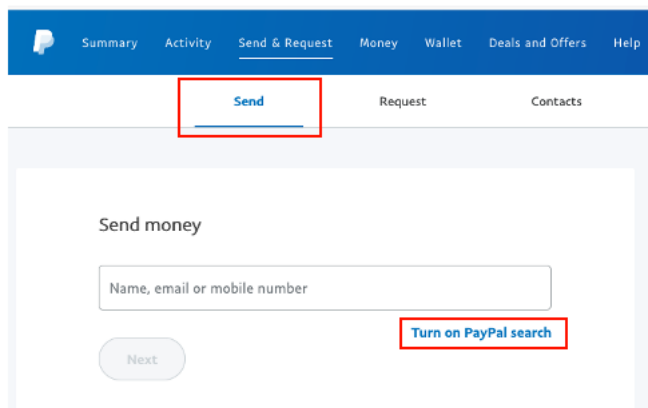 Summary Activity Send & Request Money Wallet Deals and Offers Help
Send Request Contacts
Send money
Name, email or mobile number
Turn on PayPal search
Next